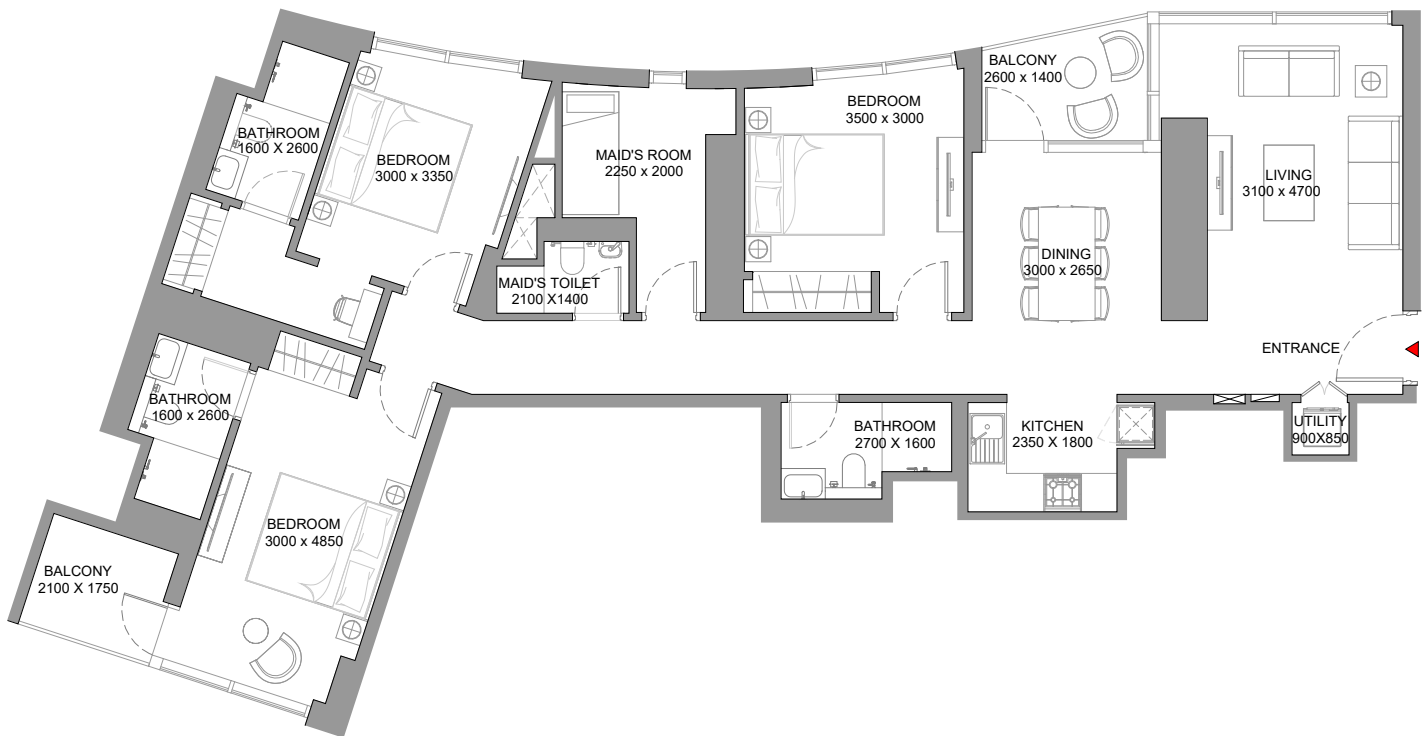 BALCONY
2600 x 1400
BEDROOM
3500 x 3000
BATHROOM
1600 X 2600
BEDROOM
3000 x 3350
MAID'S ROOM
2250 x 2000
LIVING
3100 x 4700
DINING
3000 x 2650
MAID'S TOILET
2100 X1400
ENTRANCE
BATHROOM
1600 x 2600
BATHROOM
2700 X 1600
KITCHEN
2350 X 1800
UTILITY
900X850
BEDROOM
3000 x 4850
BALCONY
2100 X 1750